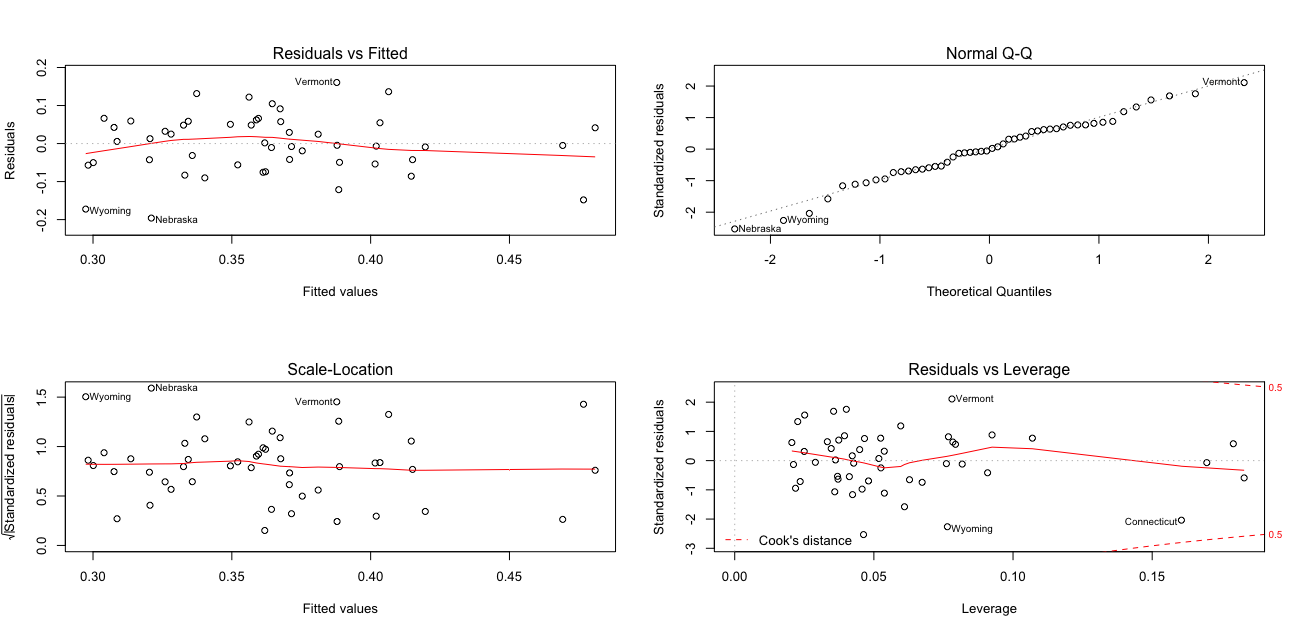 Residuals vs Fitted
Residuals
0.2
0.1
0.0
-0.1
-0.2
Vermont
Wyoming
Nebraska
0.30 0.35 0.40 0.45
Fitted values
Normal Q-Q
Standardized residuals
2
1
0
-1
-2
Vermont
Wyoming
Nebraska
-2 -1 0 1 2
Theoretical Quantiles
Scale-Location
√|Standardized residuals|
1.5
1.0
0.5
0.0
Nebraska
Wyoming
Vermont
0.30 0.35 0.40 0.45
Fitted values
Residuals vs Leverage
Standardized residuals
2
1
0
-1
-2
-3
0.5
Vermont
Connecticut
Wyoming
0.5
Cook's distance
0.00 0.05 0.10 0.15
Leverage